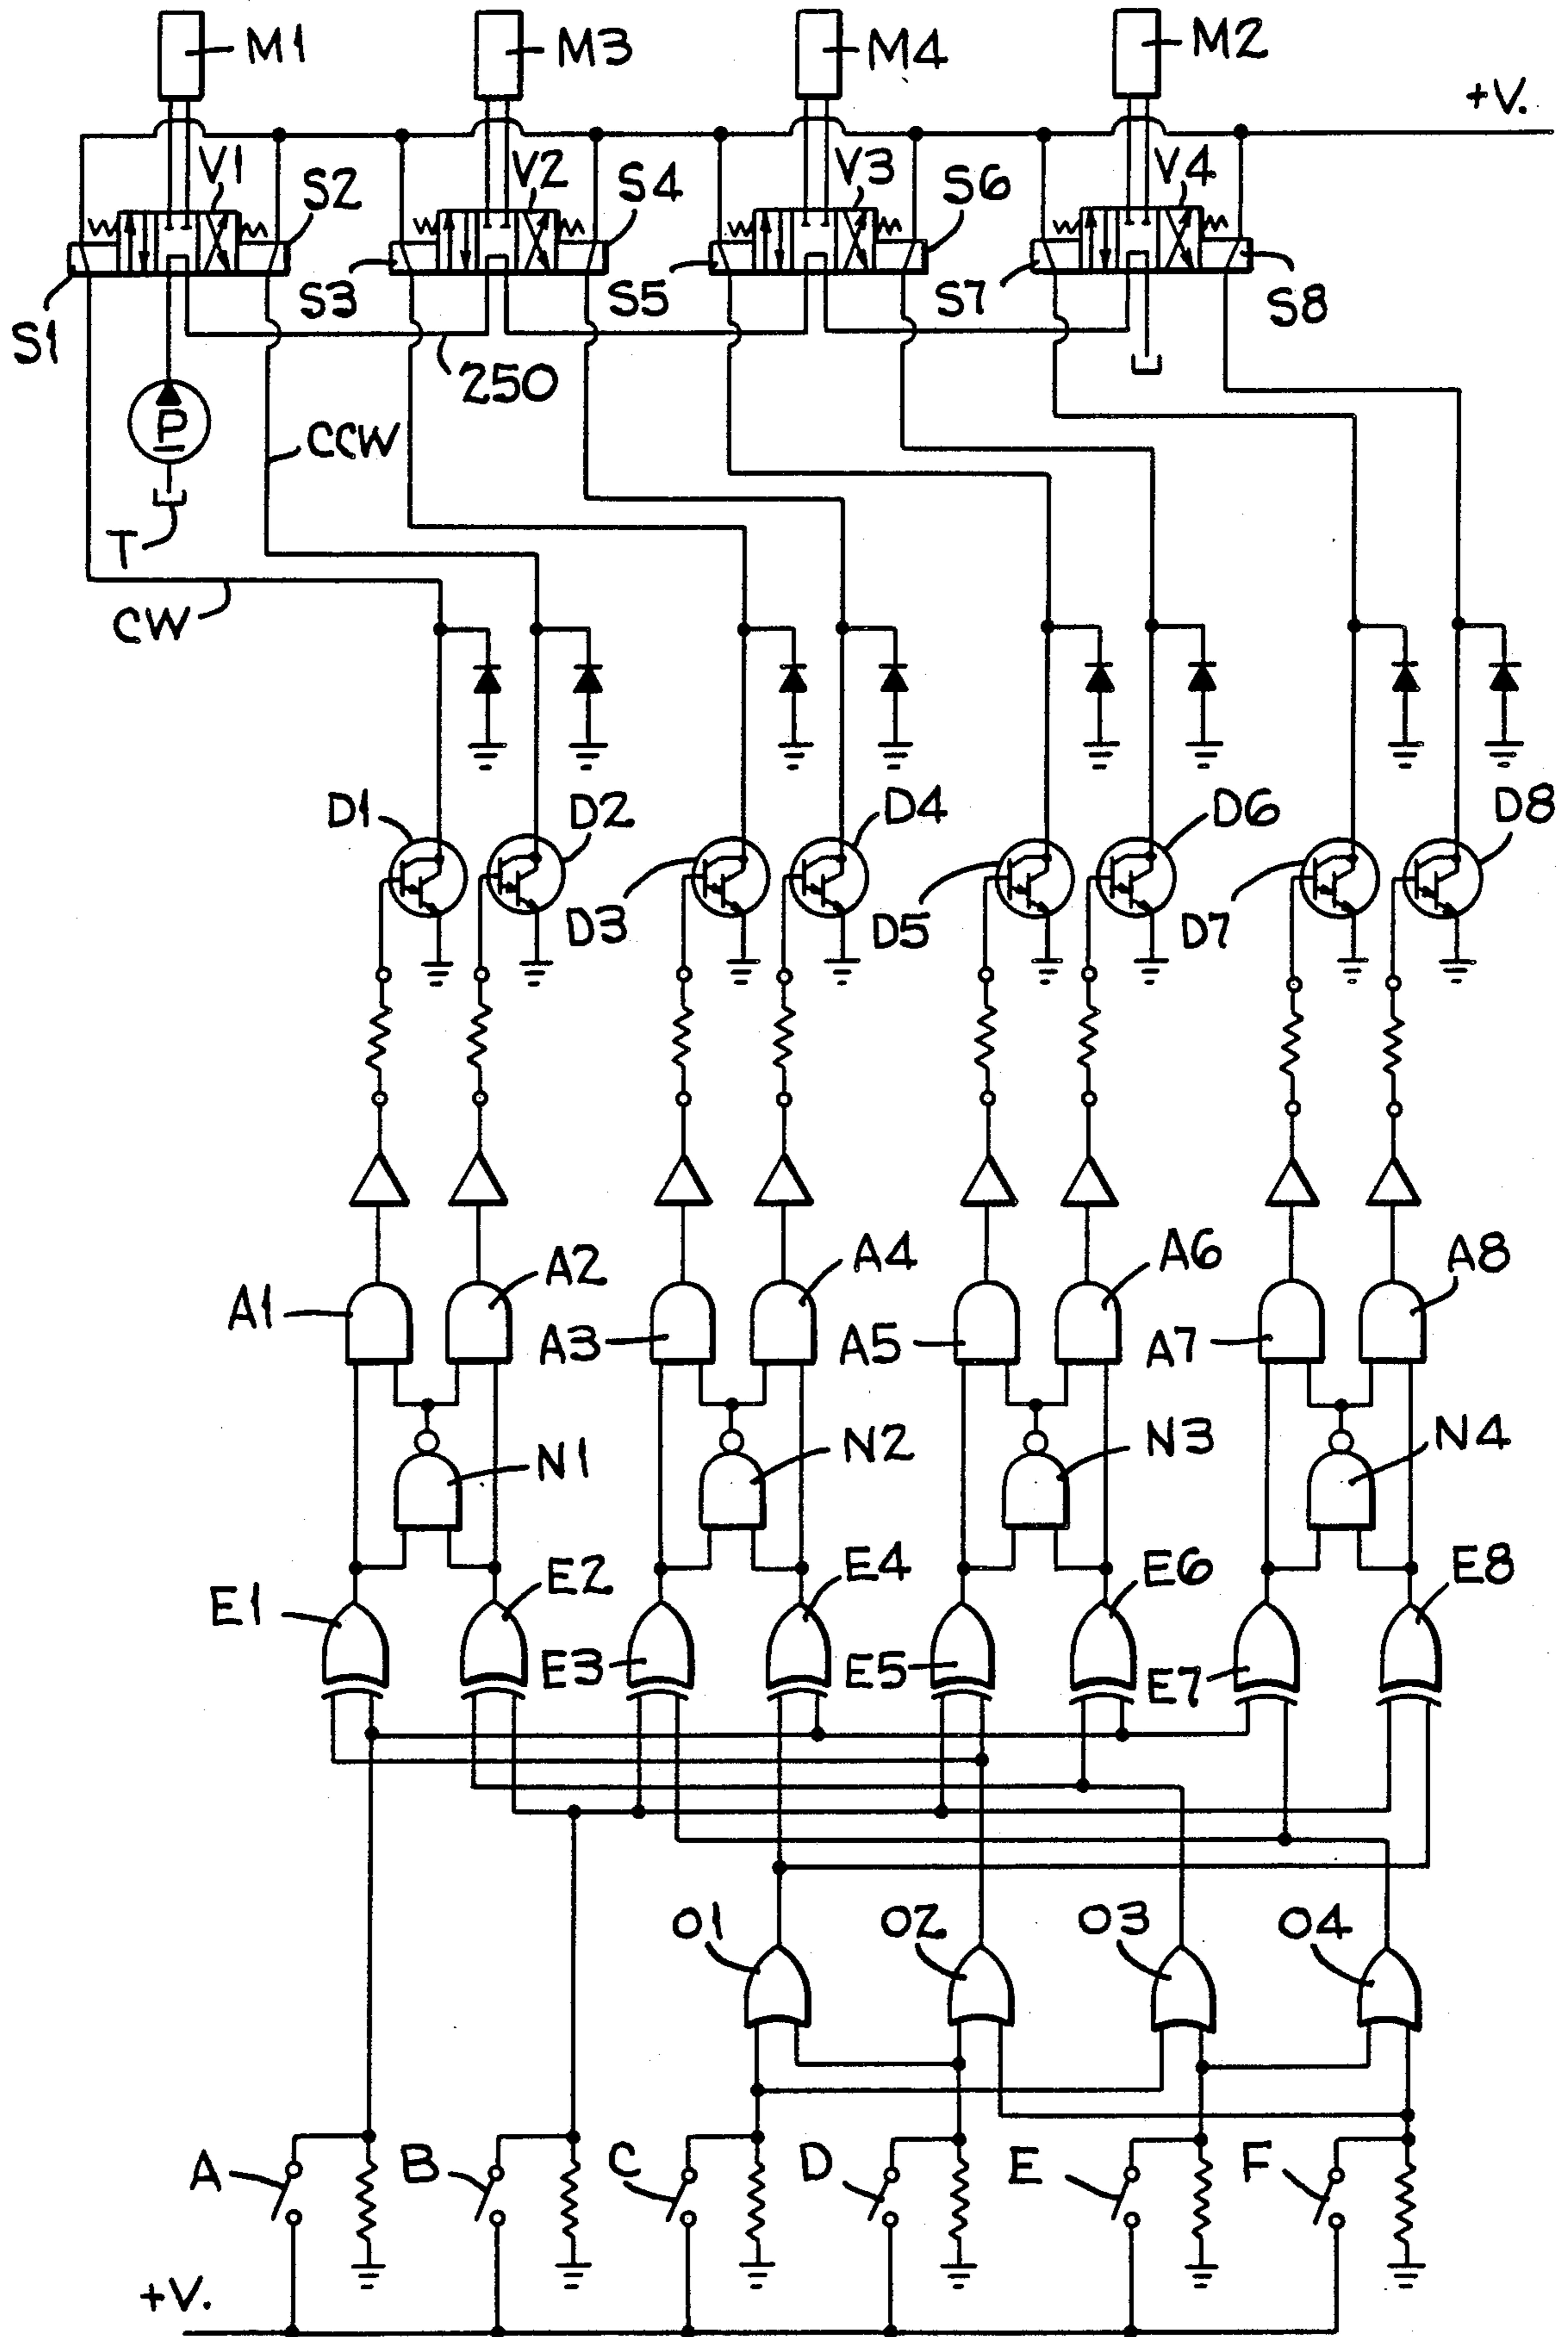 M1
M3
M4
M2
+V.
V1
S2
V2
S4
V3
S6
V4
S1
S3
S5
S7
S8
250
P
CCW
T
CW
D1
D2
D3
D4
D5
D6
D7
D8
A1
A2
A3
A4
A5
A6
A7
A8
N1
N2
N3
N4
E1
E2
E3
E4
E5
E6
E7
E8
O1
O2
O3
O4
A
B
C
D
E
F
+V.